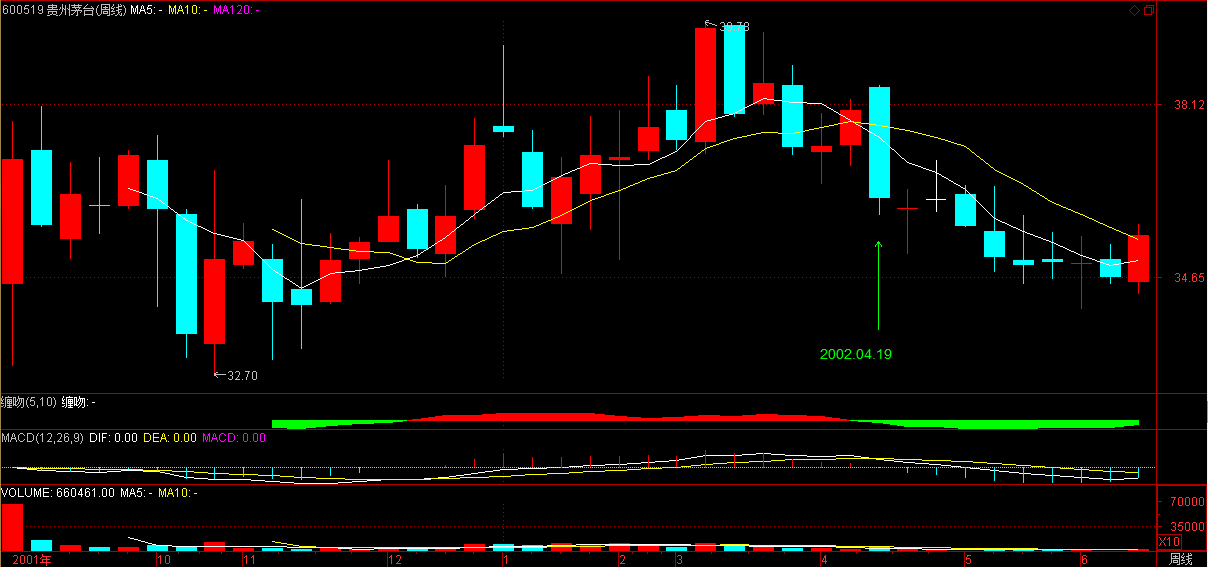 600519 贵州茅台(周线) MA5: - MA10: - MA120: -
39.78
38.12
34.65
2002.04.19
32.70
缠吻(5,10) 缠吻: -
MACD(12,26,9) DIF: 0.00 DEA: 0.00 MACD: 0.00
VOLUME: 660461.00 MA5: - MA10: -
70000
35000
X10
2001年 10 11 12 1 2 3 4 5 6 周线